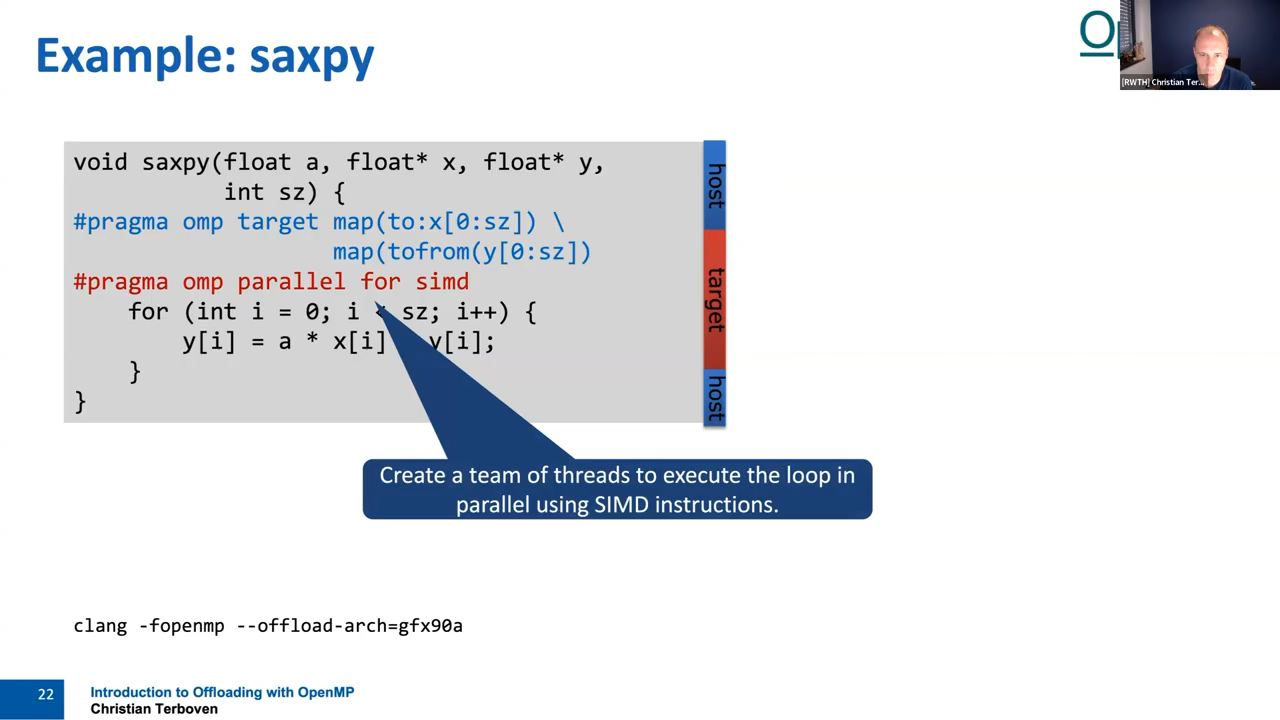 Example: saxpy
O
[RWTH] Christian Ter...
void saxpy(float a, float* x, float* y,
int sz) {
#pragma omp target map(to:x[0:sz]) \
map(tofrom(y[0:sz])
#pragma omp parallel for simd
for (int i = 0; i < sz; i++) {
y[i] = a * x[i] y[i];
}
}
host
target
host
Create a team of threads to execute the loop in
parallel using SIMD instructions.
clang -fopenmp --offload-arch=gfx90a
22
Introduction to Offloading with OpenMP
Christian Terboven